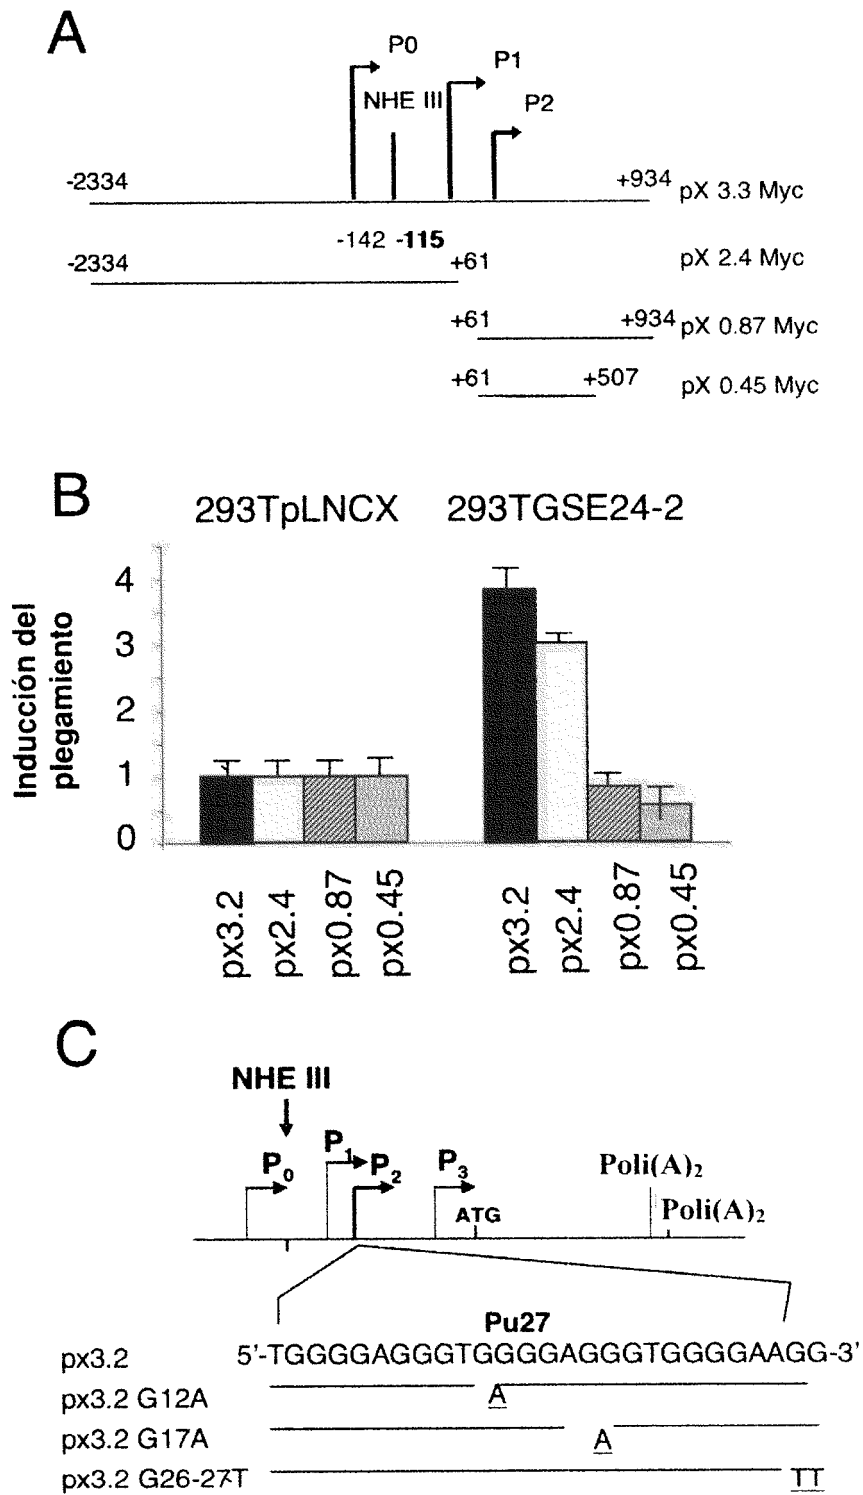 A
P0
P1
NHE III
P2
-2334
+934
pX 3.3 Myc
-142
-115
-2334
+61
pX 2.4 Myc
+61
+934
pX 0.87 Myc
+61
+507
pX 0.45 Myc
B
293TpLNCX
293TGSE24-2
Inducción del
plegamiento
4
3
2
1
0
px3.2
px2.4
px0.87
px0.45
px3.2
px2.4
px0.87
px0.45
C
NHE III
P0
P1
P2
P3
ATG
Poli(A)2
Poli(A)2
Pu27
px3.2
5'-TGGGGAGGGTGGGGAGGGTGGGGAAGG-3'
px3.2 G12A
A
px3.2 G17A
A
px3.2 G26-27T
TT